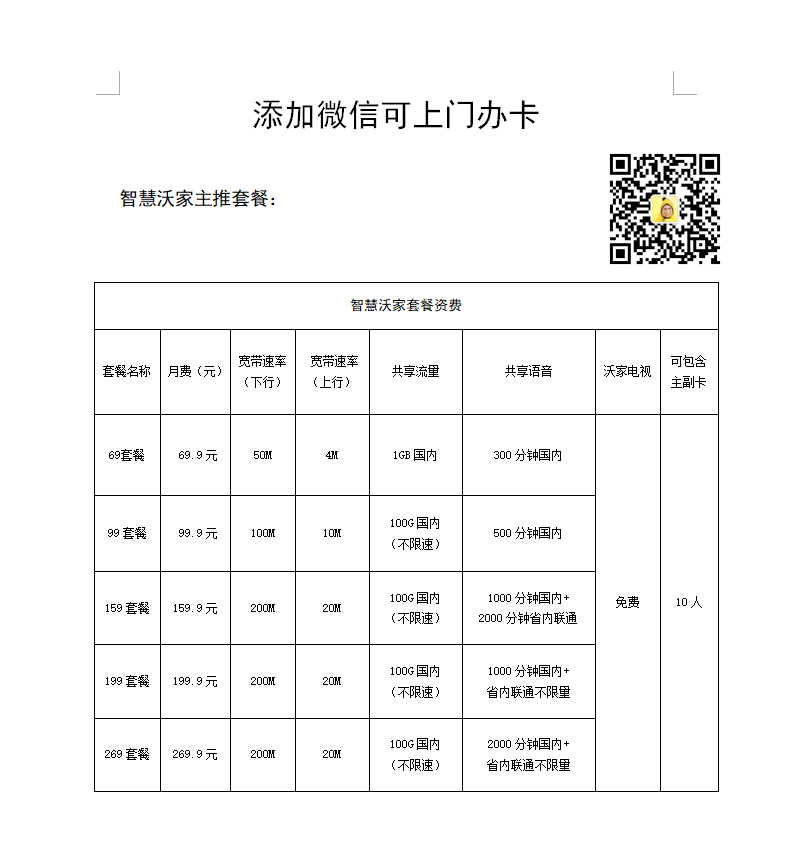 添加微信可上门办卡
智慧沃家主推套餐:
智慧沃家套餐资费
套餐名称 月费（元） 宽带速率（下行） 宽带速率（上行） 共享流量 共享语音 沃家电视 可包含主副卡
69套餐 69.9元 50M 4M 1GB国内 300分钟国内
99套餐 99.9元 100M 10M 100G国内（不限速） 500分钟国内
159套餐 159.9元 200M 20M 100G国内（不限速） 1000分钟国内+2000分钟省内联通 免费 10人
199套餐 199.9元 200M 20M 100G国内（不限速） 1000分钟国内+省内联通不限量
269套餐 269.9元 200M 20M 100G国内（不限速） 2000分钟国内+省内联通不限量